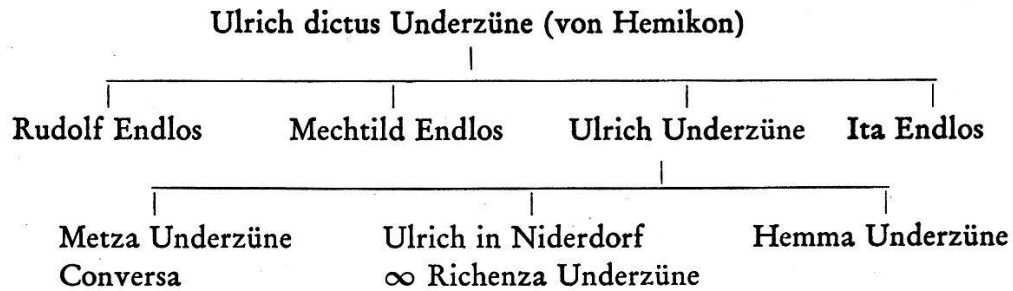 Ulrich dictus Underzüne (von Hemikon)
Rudolf Endlos Mechtild Endlos Ulrich Underzüne Ita Endlos
Metza Underzüne Ulrich in Niderdorf Hemma Underzüne
Conversa ∞ Richenza Underzüne